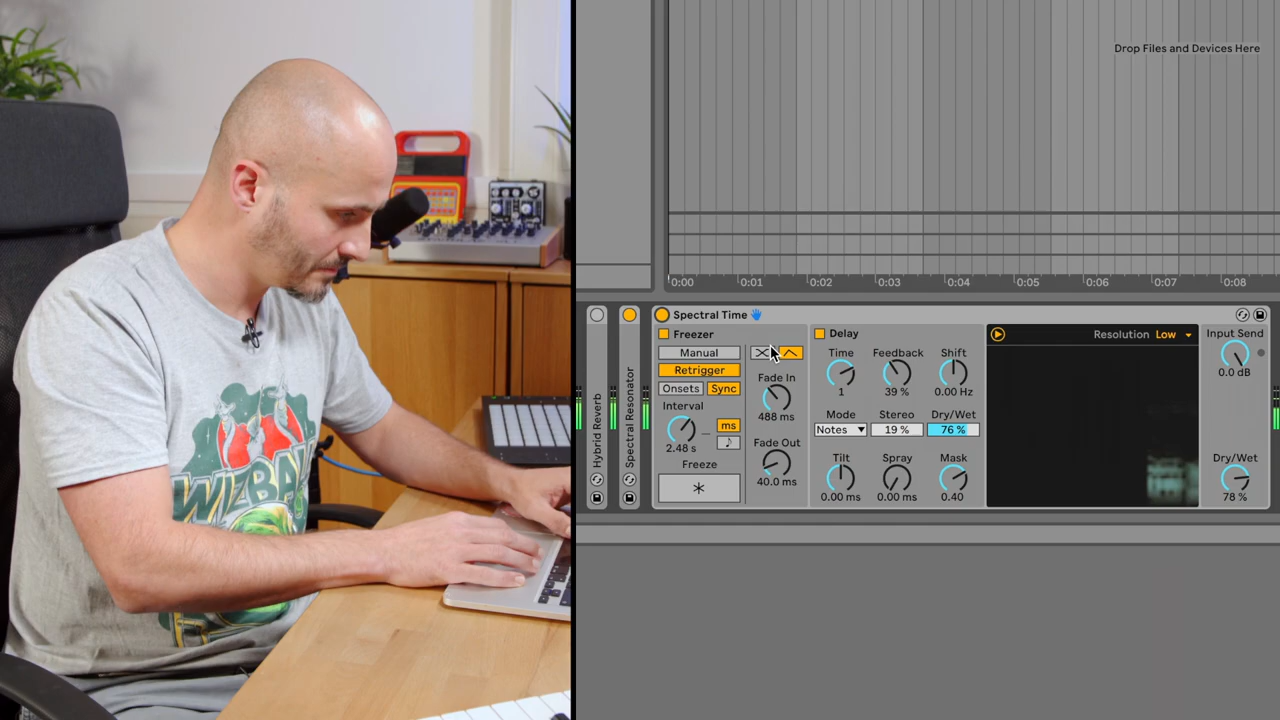 WIZBA
Drop Files and Devices Here
0:00 0:01 0:02 0:03 0:04 0:05 0:06 0:07 0:08
Hybrid Reverb
Spectral Resonator
Spectral Time
Freezer
Manual
Retrigger
Onsets Sync
Interval
2.48 s
ms
Freeze
Fade In
488 ms
Fade Out
40.0 ms
Delay
Time Feedback Shift
1 39 % 0.00 Hz
Mode Stereo Dry/Wet
Notes 19 % 76 %
Tilt Spray Mask
0.00 ms 0.00 ms 0.40
Resolution Low
Input Send
0.0 dB
Dry/Wet
78 %